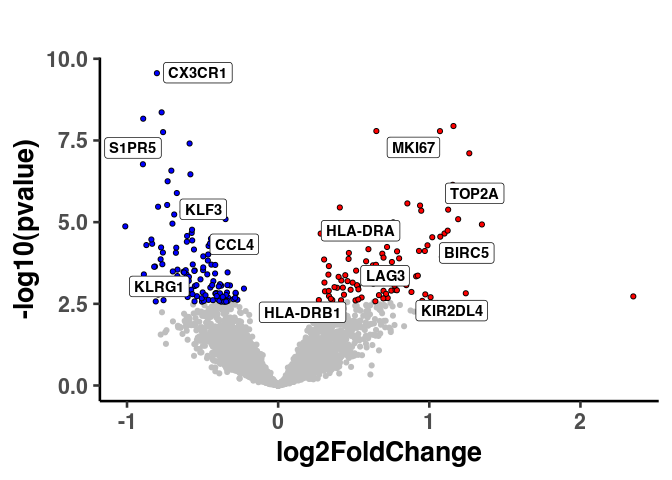 10.0
7.5
5.0
2.5
0.0
-log10(pvalue)
CX3CR1
S1PR5
MKI67
TOP2A
KLF3
HLA-DRA
CCL4
BIRC5
LAG3
KLRG1
HLA-DRB1
KIR2DL4
-1
0
1
2
log2FoldChange